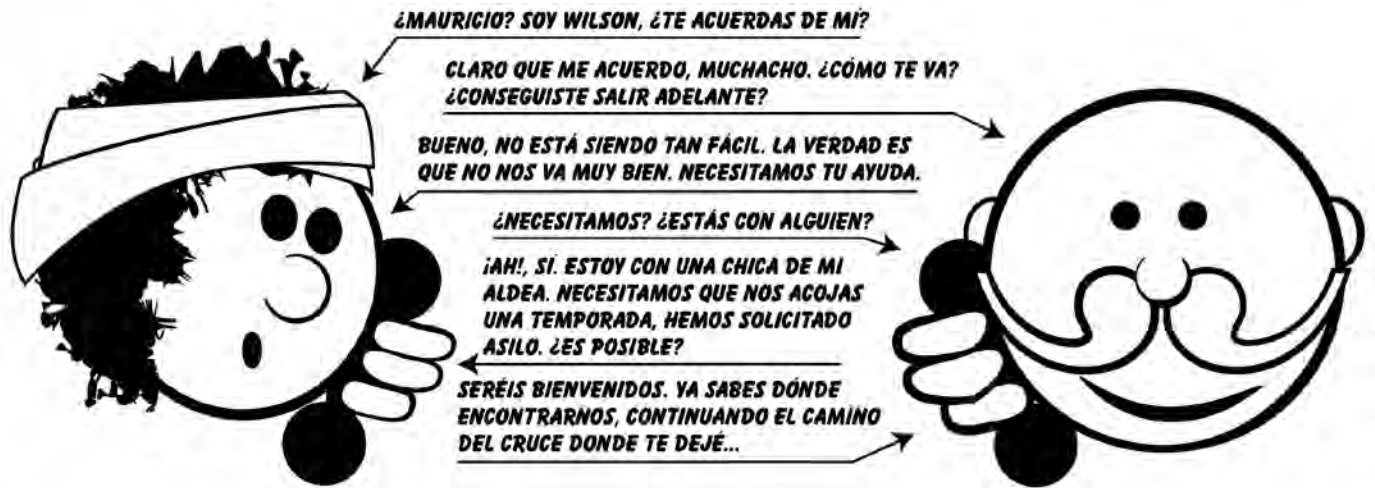 ¿MAURICIO? SOY WILSON, ¿TE ACUERDAS DE MÍ?
CLARO QUE ME ACUERDO, MUCHACHO. ¿CÓMO TE VA?
¿CONSEGUISTE SALIR ADELANTE?
BUENO, NO ESTÁ SIENDO TAN FÁCIL. LA VERDAD ES
QUE NO NOS VA MUY BIEN. NECESITAMOS TU AYUDA.
¿NECESITAMOS? ¿ESTÁS CON ALGUIEN?
¡AH!, SÍ. ESTOY CON UNA CHICA DE MI
ALDEA. NECESITAMOS QUE NOS ACOJAS
UNA TEMPORADA, HEMOS SOLICITADO
ASILO. ¿ES POSIBLE?
SERÉIS BIENVENIDOS. YA SABES DÓNDE
ENCONTRARNOS, CONTINUANDO EL CAMINO
DEL CRUCE DONDE TE DEJÉ...